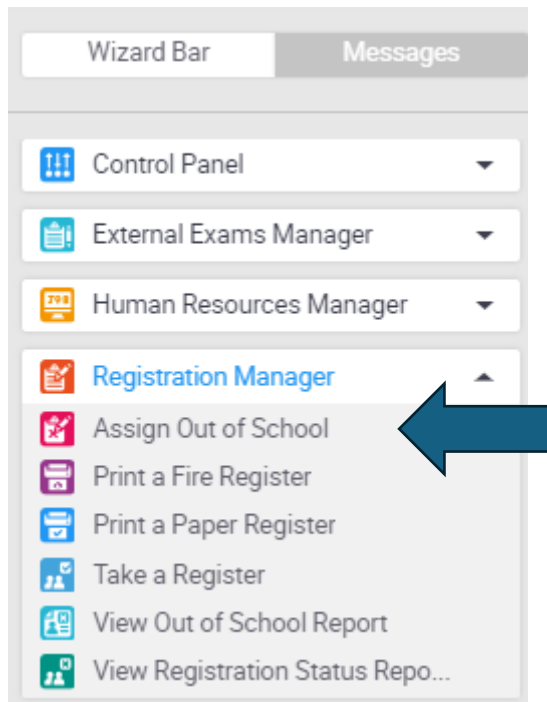 Wizard Bar
Messages
Control Panel
External Exams Manager
Human Resources Manager
Registration Manager
Assign Out of School
Print a Fire Register
Print a Paper Register
Take a Register
View Out of School Report
View Registration Status Repo...